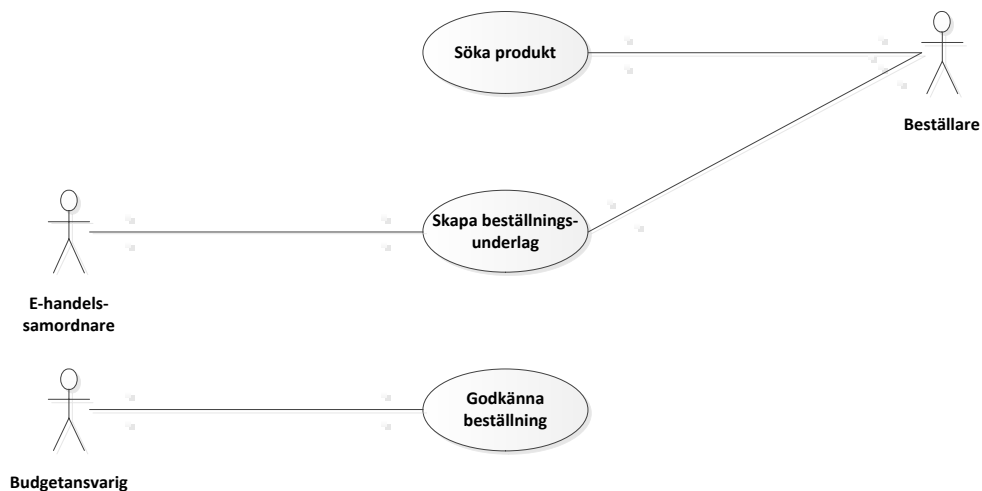 Söka produkt
Beställare
Skapa beställnings-
underlag
E-handels-
samordnare
Godkänna
beställning
Budgetansvarig